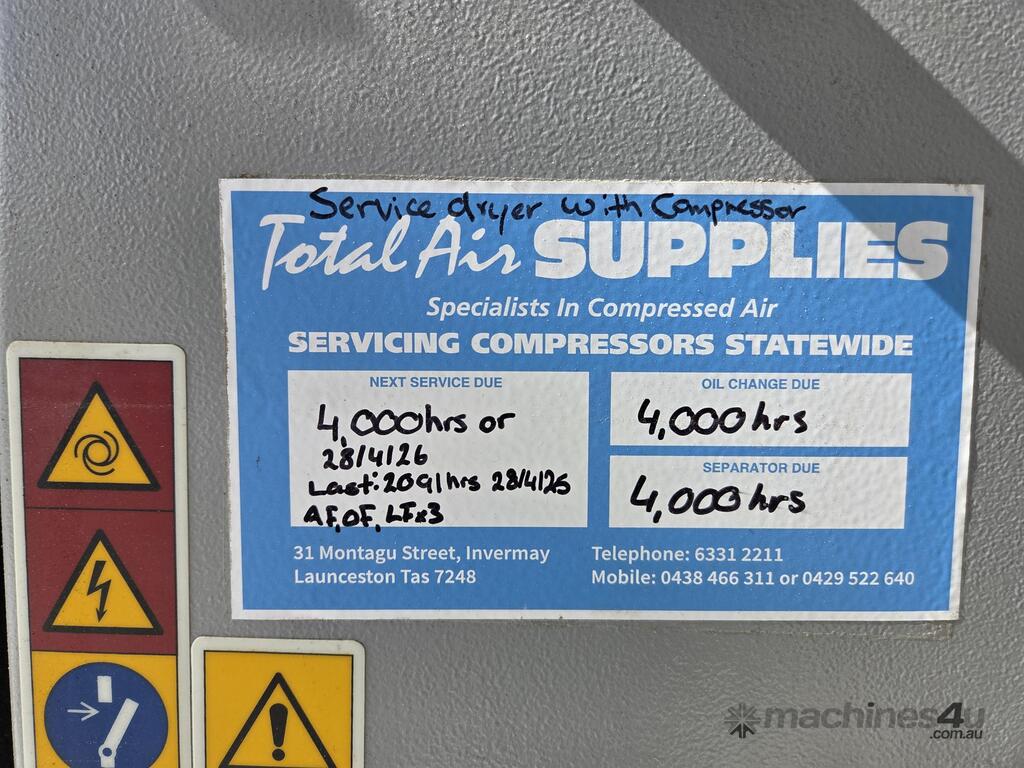 Service dryer with Compressor
Total Air SUPPLIES
Specialists In Compressed Air
SERVICING COMPRESSORS STATEWIDE
NEXT SERVICE DUE
4,000hrs or
28/4/26
Last: 2091hrs 28/4/25
AF, OF, LFx3
OIL CHANGE DUE
4,000hrs
SEPARATOR DUE
4,000hrs
31 Montagu Street, Invermay
Launceston Tas 7248
Telephone: 6331 2211
Mobile: 0438 466 311 or 0429 522 640
machines4u
.com.au